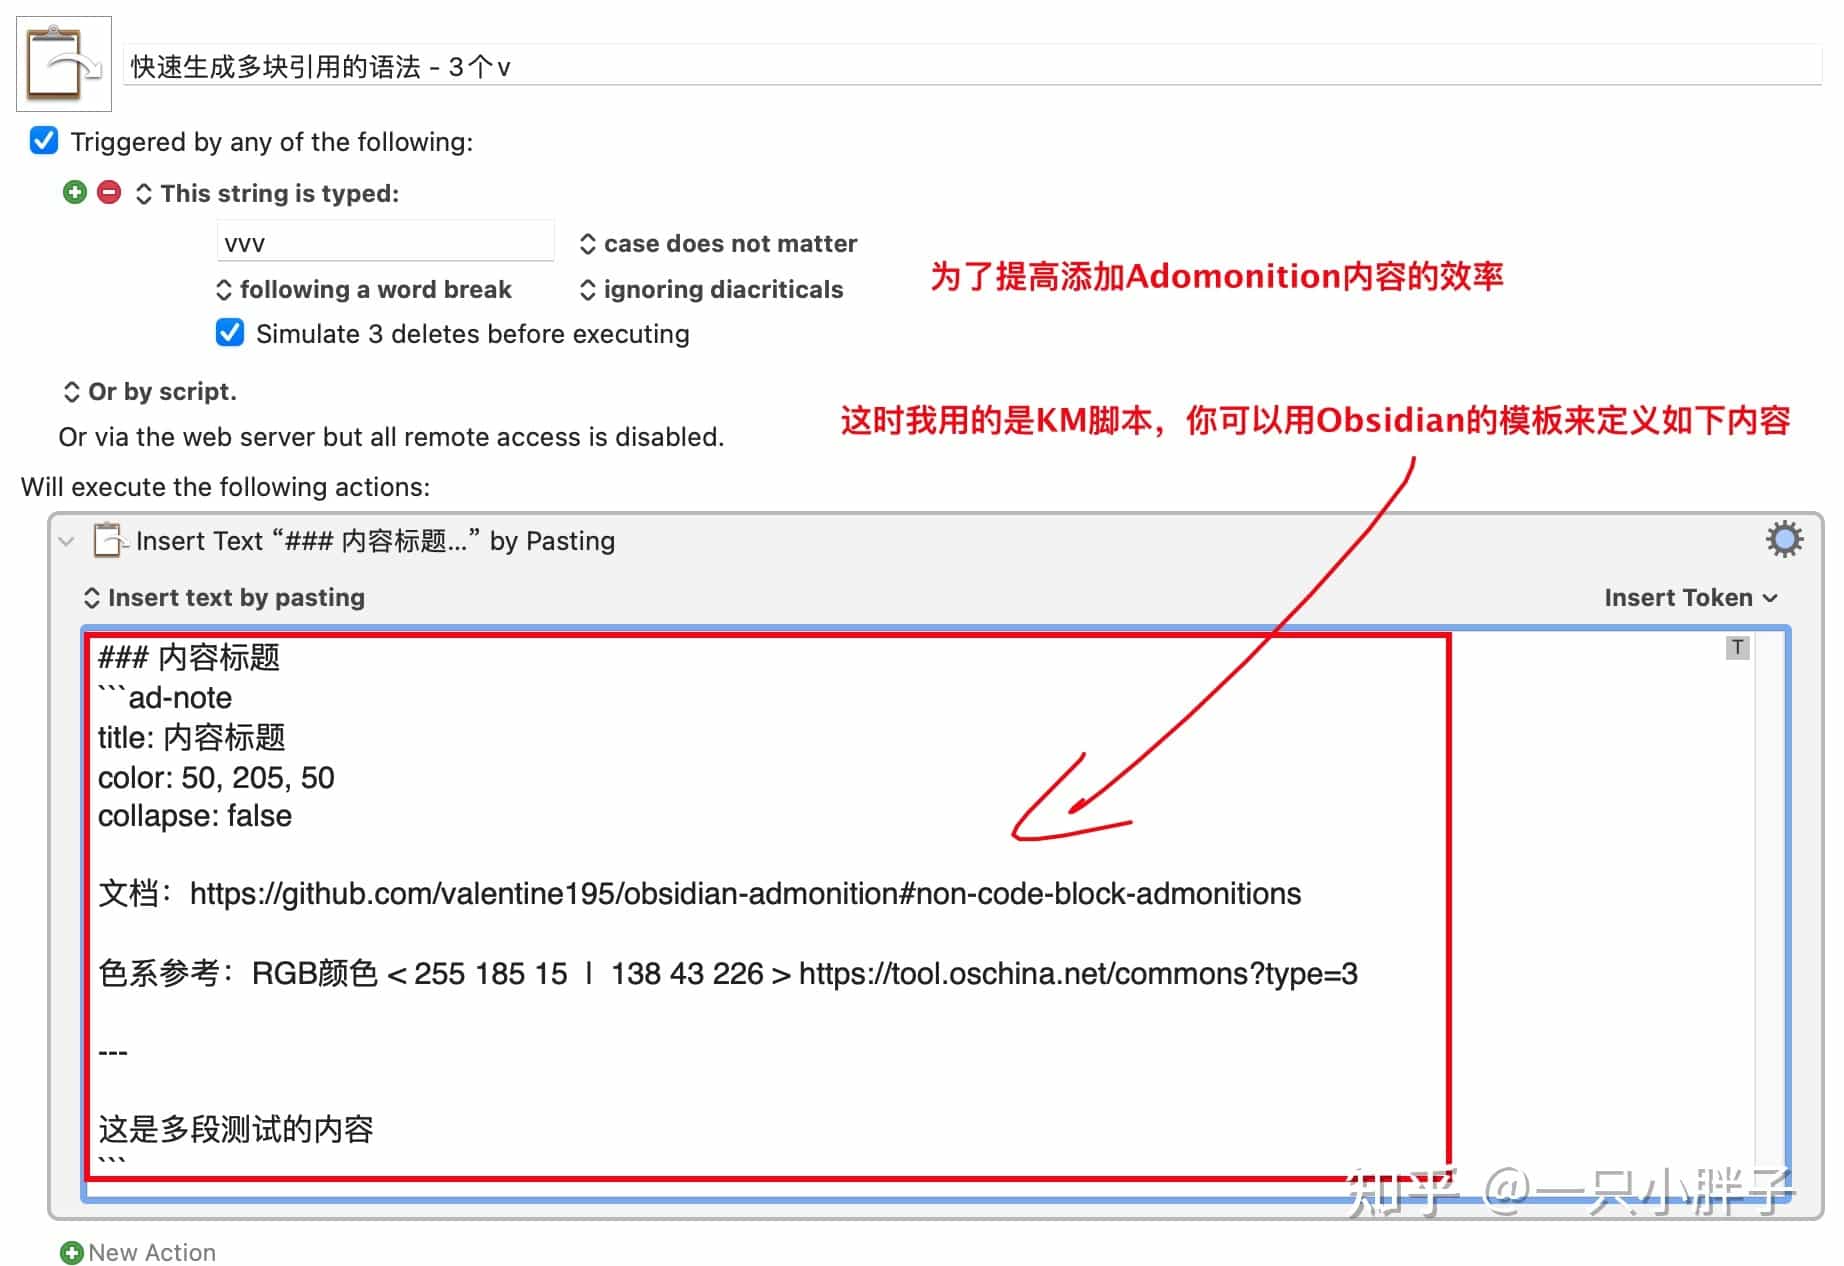 快速生成多块引用的语法 - 3个v
Triggered by any of the following:
This string is typed:
vvv
case does not matter
following a word break
ignoring diacriticals
为了提高添加Adomonition内容的效率
Simulate 3 deletes before executing
Or by script.
这时我用的是KM脚本，你可以用Obsidian的模板来定义如下内容
Or via the web server but all remote access is disabled.
Will execute the following actions:
Insert Text “### 内容标题...” by Pasting
Insert text by pasting
Insert Token
### 内容标题
T
```ad-note
title: 内容标题
color: 50, 205, 50
collapse: false
文档：https://github.com/valentine195/obsidian-admonition#non-code-block-admonitions
色系参考：RGB颜色 < 255 185 15 | 138 43 226 > https://tool.oschina.net/commons?type=3
---
这是多段测试的内容
```
知乎 @一只小胖子
New Action